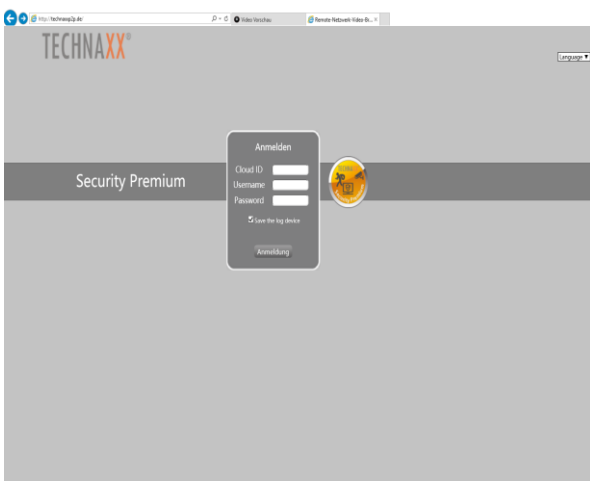 http://technaxxp2p.de/
Video Vorschau
Remote-Netzwerk-Video-Br...
TECHNAXX®
Language
Anmelden
Cloud ID
Security Premium
Username
Password
Save the log device
Anmeldung